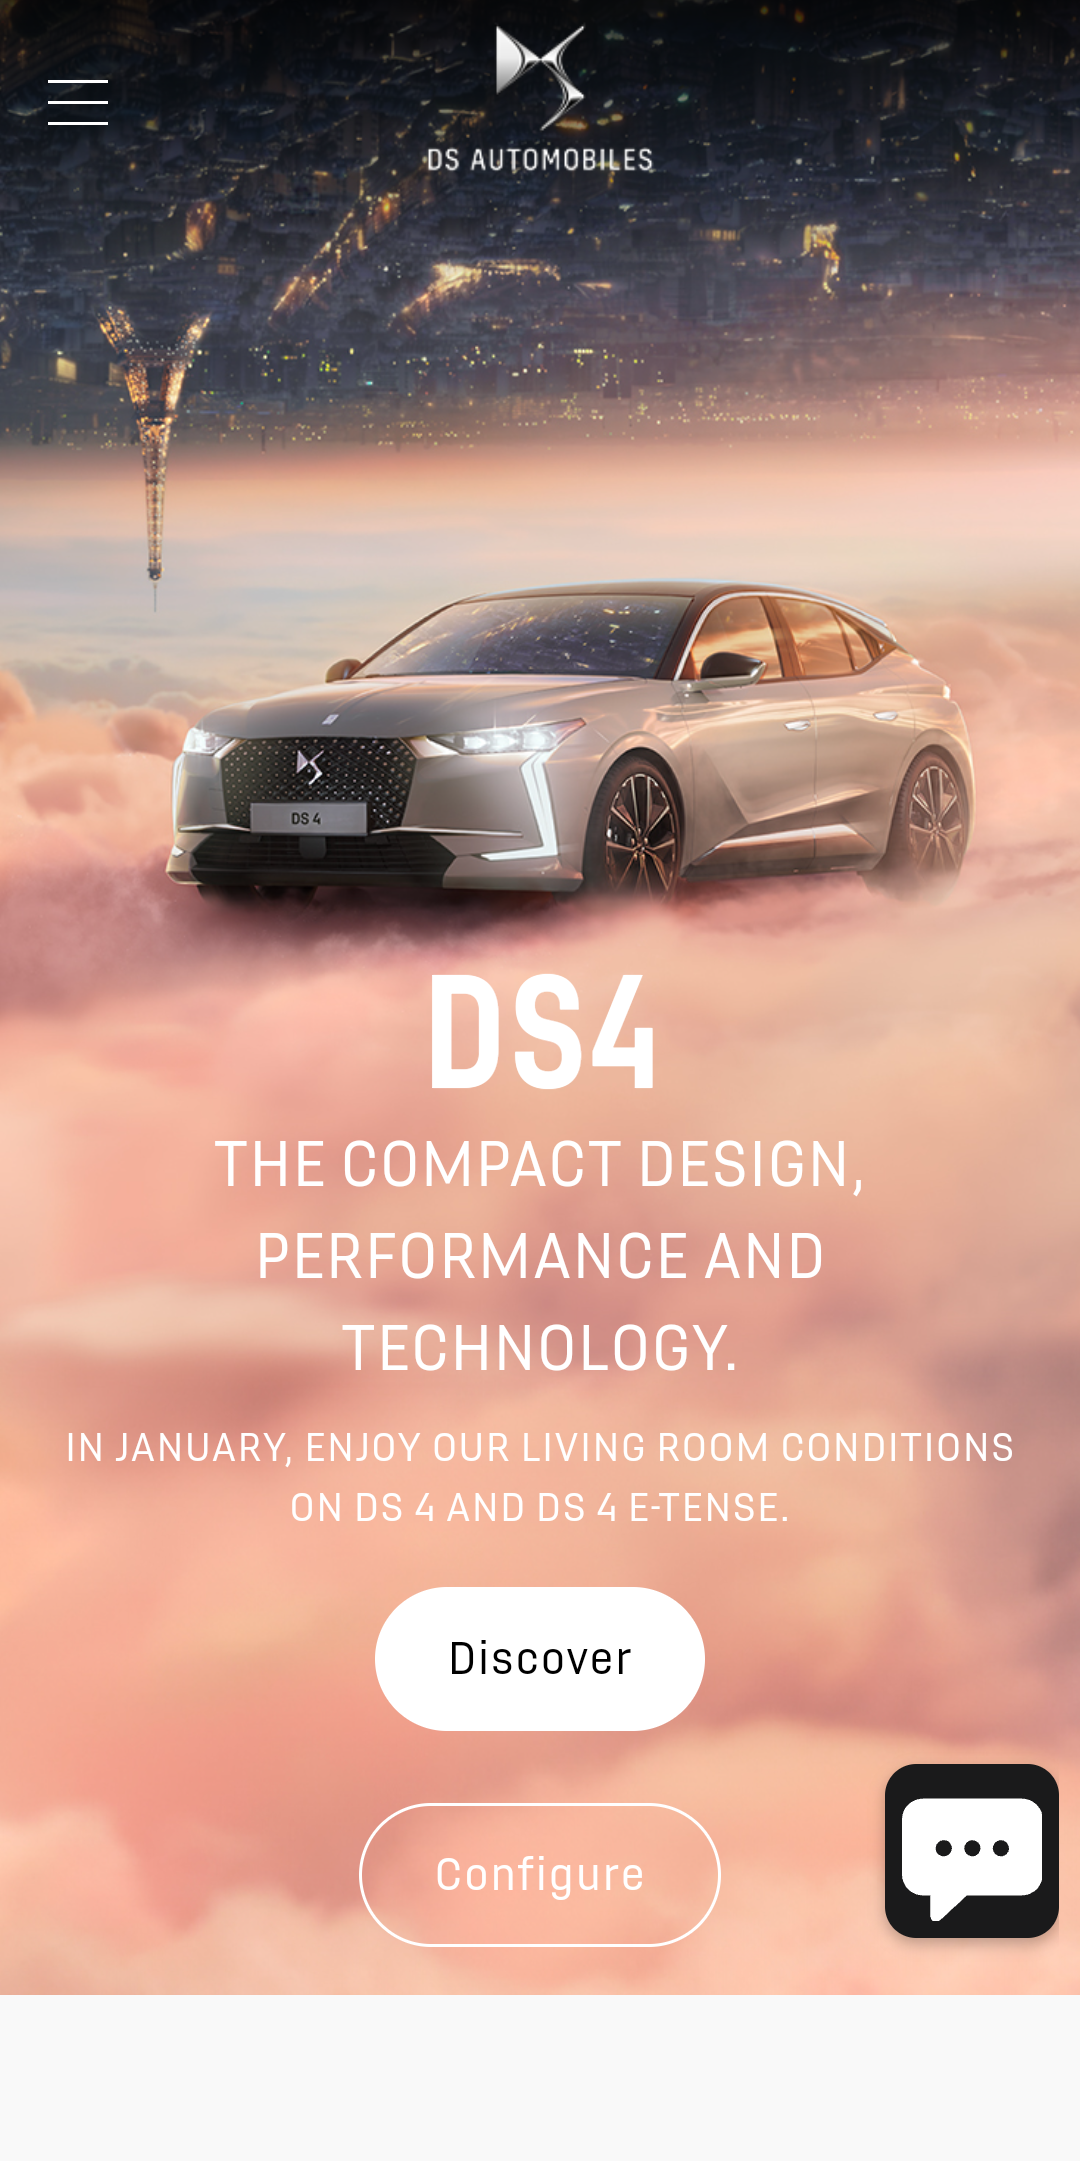 DS AUTOMOBILES
DS 4
DS4
THE COMPACT DESIGN,
PERFORMANCE AND
TECHNOLOGY.
IN JANUARY, ENJOY OUR LIVING ROOM CONDITIONS
ON DS 4 AND DS 4 E-TENSE.
Discover
Configure